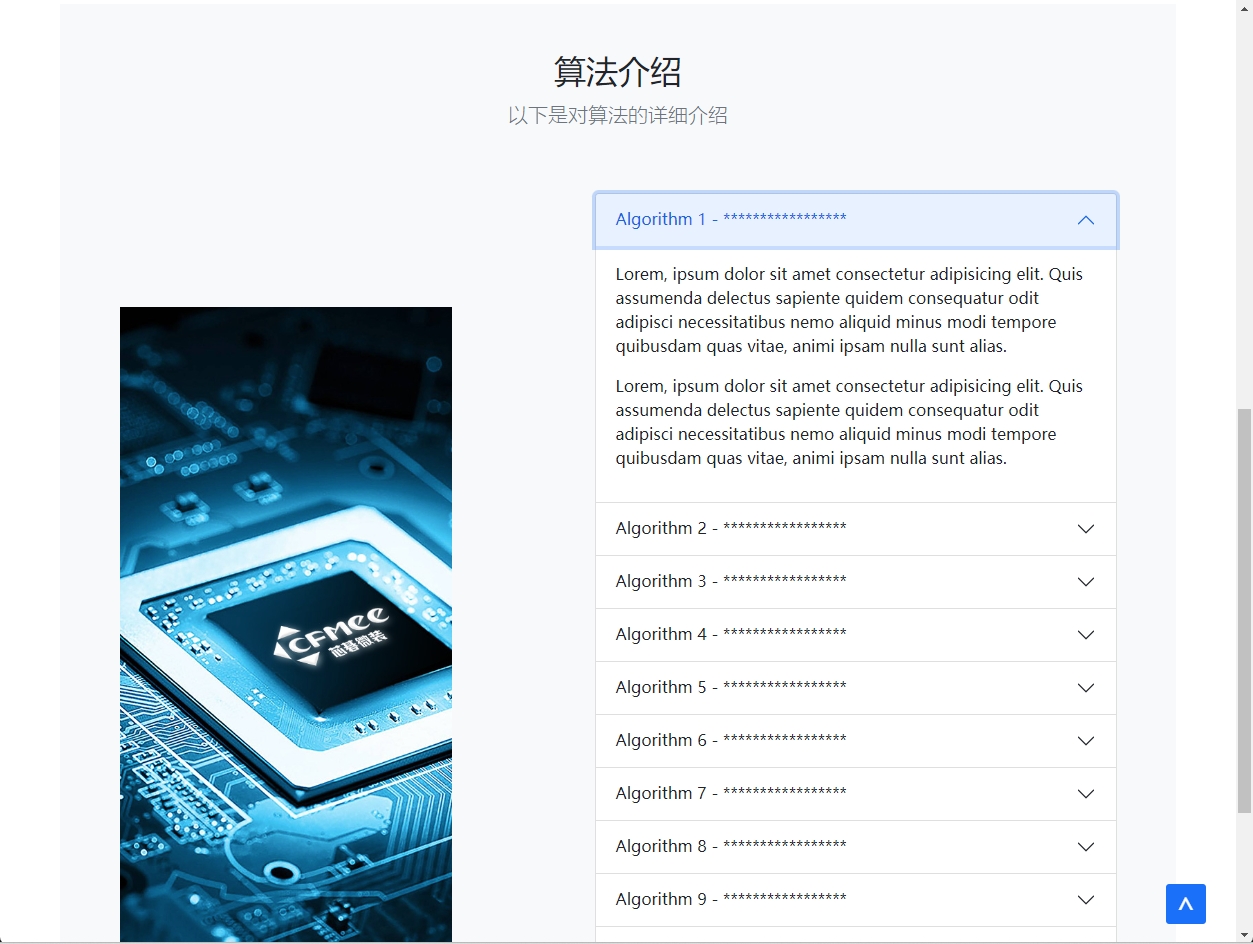 算法介绍
以下是对算法的详细介绍
Algorithm 1 - *****************
Lorem, ipsum dolor sit amet consectetur adipisicing elit. Quis
assumenda delectus sapiente quidem consequatur odit
adipisci necessitatibus nemo aliquid minus modi tempore
quibusdam quas vitae, animi ipsam nulla sunt alias.
Lorem, ipsum dolor sit amet consectetur adipisicing elit. Quis
assumenda delectus sapiente quidem consequatur odit
adipisci necessitatibus nemo aliquid minus modi tempore
quibusdam quas vitae, animi ipsam nulla sunt alias.
Algorithm 2 - *****************
Algorithm 3 - *****************
Algorithm 4 - *****************
Algorithm 5 - *****************
Algorithm 6 - *****************
Algorithm 7 - *****************
Algorithm 8 - *****************
Algorithm 9 - *****************
CFMEE
芯碁微装